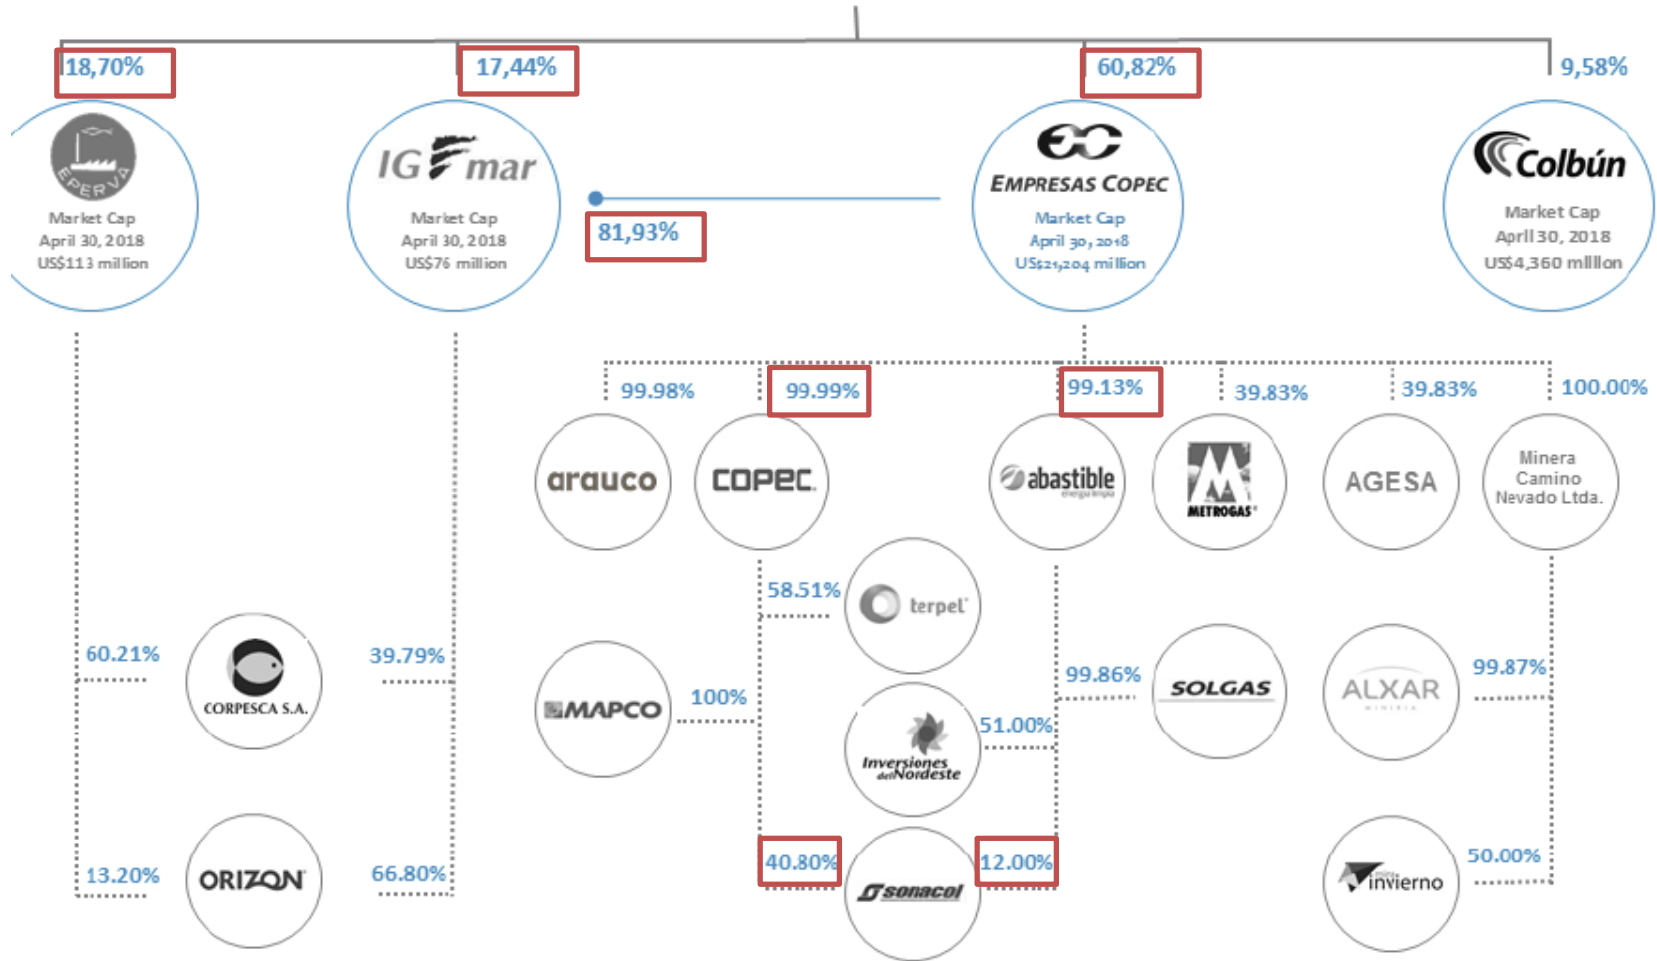 18,70%
17,44%
60,82%
9,58%
EPERVA
Market Cap
April 30, 2018
US$113 million
IG mar
Market Cap
April 30, 2018
US$76 million
81,93%
EC
EMPRESAS COPEC
Market Cap
April 30, 2018
US$21,204 million
Colbún
Market Cap
April 30, 2018
US$4,360 million
99.98%
99.99%
99.13%
39.83%
39.83%
100.00%
arauco
COPEC
abastible
energía limpia
METROGAS
AGESA
Minera
Camino
Nevado Ltda.
58.51%
terpel
60.21%
CORPESCA S.A.
39.79%
MAPCO
100%
51.00%
Inversiones
del Nordeste
99.86%
SOLGAS
ALXAR
MINERIA
99.87%
13.20%
ORIZON
66.80%
40.80%
sonacol
12.00%
mina
invierno
50.00%